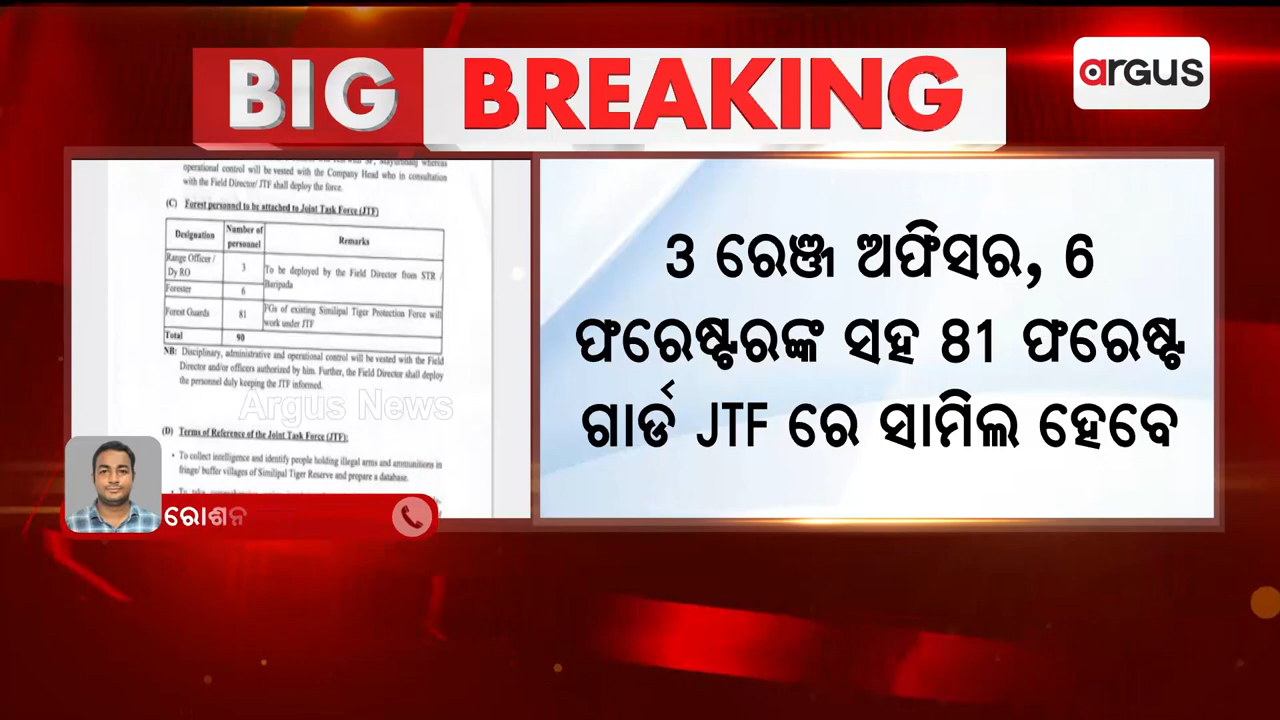 BIG BREAKING
argus
operational control will be vested with the Company Head who in consultation
with the Field Director/ JTF shall deploy the force.
(C) Forest personnel to be attached to Joint Task Force (JTF)
Designation Number of personnel Remarks
Range Officer / Dy RO 3 To be deployed by the Field Director from STR / Baripada
Forester 6
Forest Guards 81 FGs of existing Similipal Tiger Protection Force will work under JTF
Total 90
NB: Disciplinary, administrative and operational control will be vested with the Field
Director and/or officers authorized by him. Further, the Field Director shall deploy
the personnel duly keeping the JTF informed.
Argus News
(D) Terms of Reference of the Joint Task Force (JTF):
• To collect intelligence and identify people holding illegal arms and ammunitions in
fringe/ buffer villages of Similipal Tiger Reserve and prepare a database.
ରୋଶନ
3 ରେଞ୍ଜ ଅଫିସର, 6
ଫରେଷ୍ଟରଙ୍କ ସହ 81 ଫରେଷ୍ଟ
ଗାର୍ଡ JTF ରେ ସାମିଲ ହେବେ